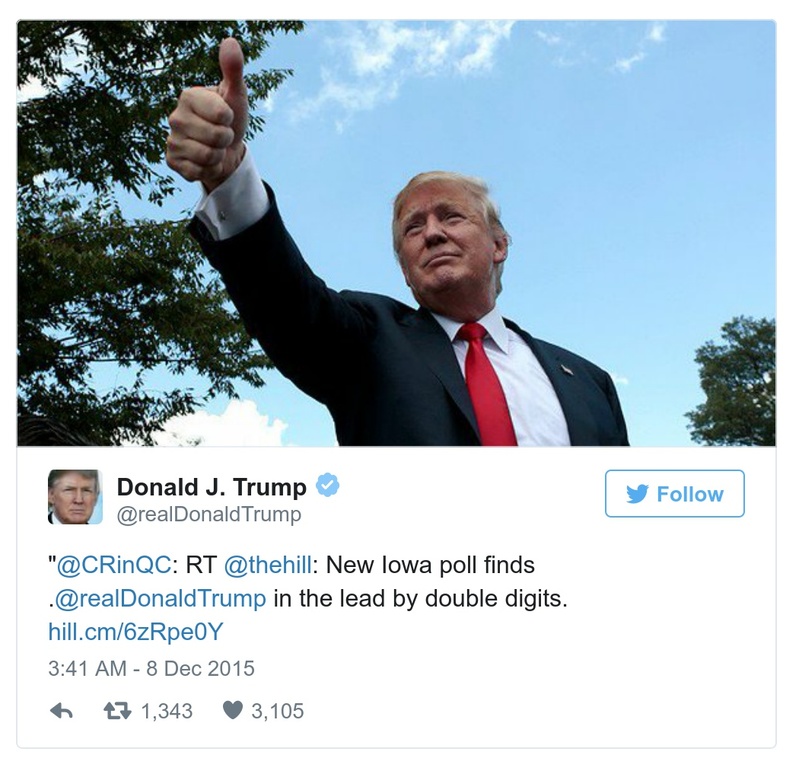 Donald J. Trump
@realDonaldTrump
Follow
"@CRinQC: RT @thehill: New Iowa poll finds
.@realDonaldTrump in the lead by double digits.
hill.cm/6zRpe0Y
3:41 AM - 8 Dec 2015
1,343 3,105